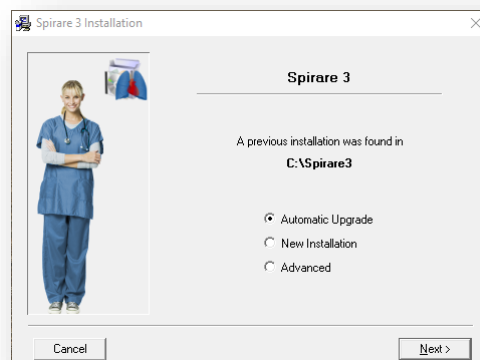 Spirare 3 Installation
Spirare 3
A previous installation was found in
C:\Spirare3
Automatic Upgrade
New Installation
Advanced
Cancel
Next >